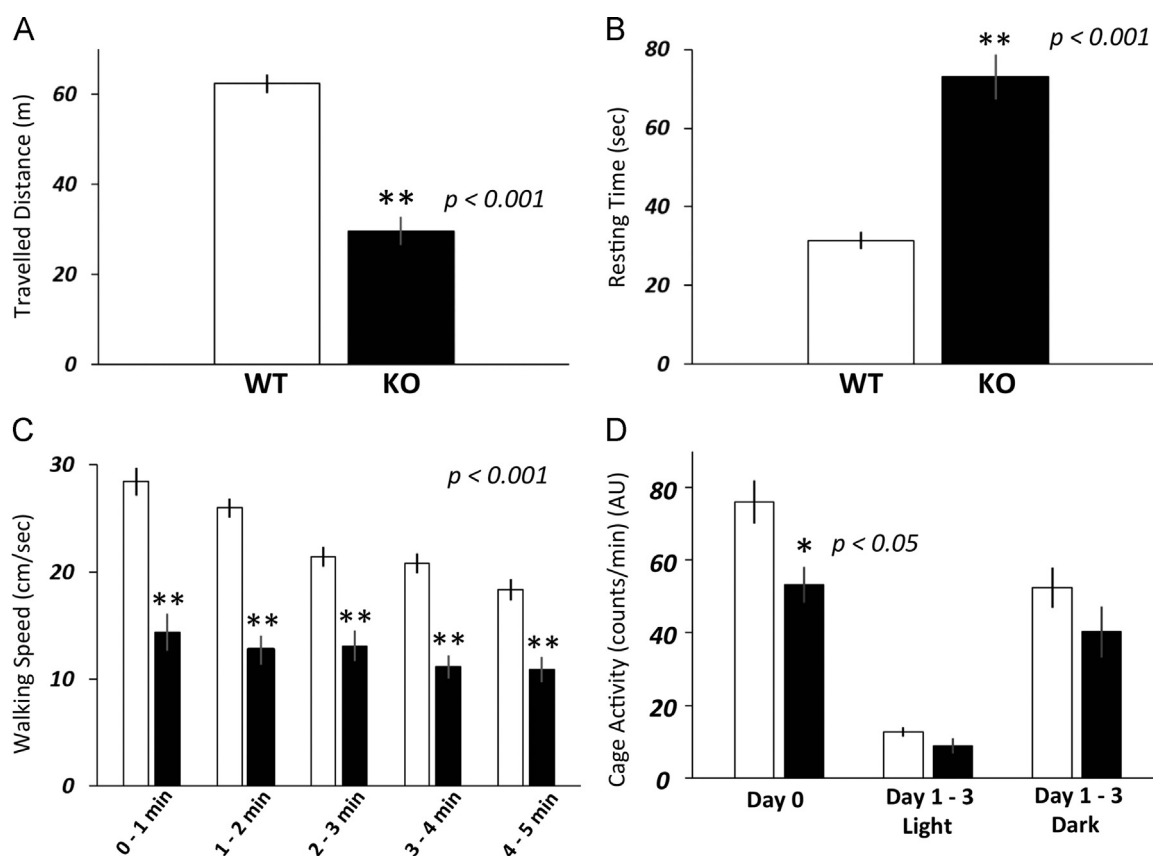 A
Travelled Distance (m)
60
40
20
0
**
p < 0.001
WT
KO
B
Resting Time (sec)
80
60
40
20
0
**
p < 0.001
WT
KO
C
Walking Speed (cm/sec)
30
20
10
0
p < 0.001
**
**
**
**
**
0 - 1 min
1 - 2 min
2 - 3 min
3 - 4 min
4 - 5 min
D
Cage Activity (counts/min) (AU)
80
60
40
20
0
*
p < 0.05
Day 0
Day 1 - 3
Light
Day 1 - 3
Dark